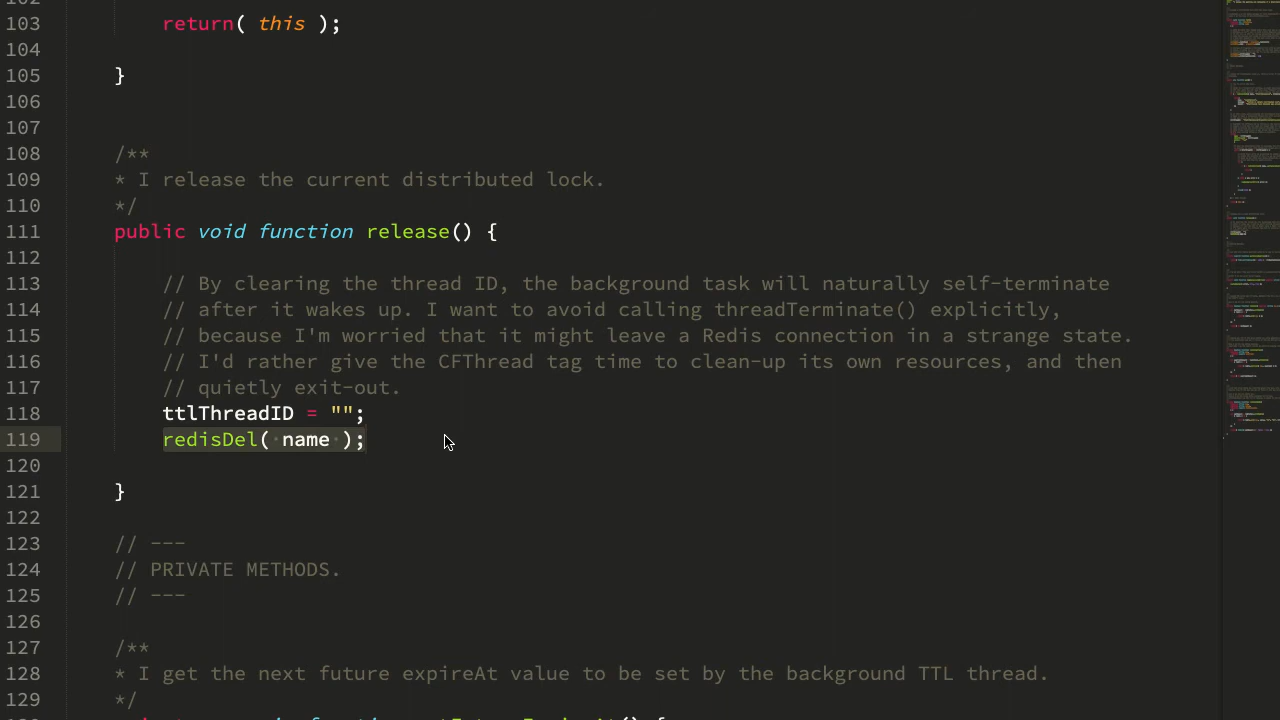 103 return( this );
104
105 }
106
107
108 /**
109 * I release the current distributed lock.
110 */
111 public void function release() {
112
113 // By clearing the thread ID, the background task will naturally self-terminate
114 // after it wakes up. I want to avoid calling threadTerminate() explicitly,
115 // because I'm worried that it might leave a Redis connection in a strange state.
116 // I'd rather give the CFThread tag time to clean-up its own resources, and then
117 // quietly exit-out.
118 ttlThreadID = "";
119 redisDel( name );
120
121 }
122
123 // ---
124 // PRIVATE METHODS.
125 // ---
126
127 /**
128 * I get the next future expireAt value to be set by the background TTL thread.
129 */